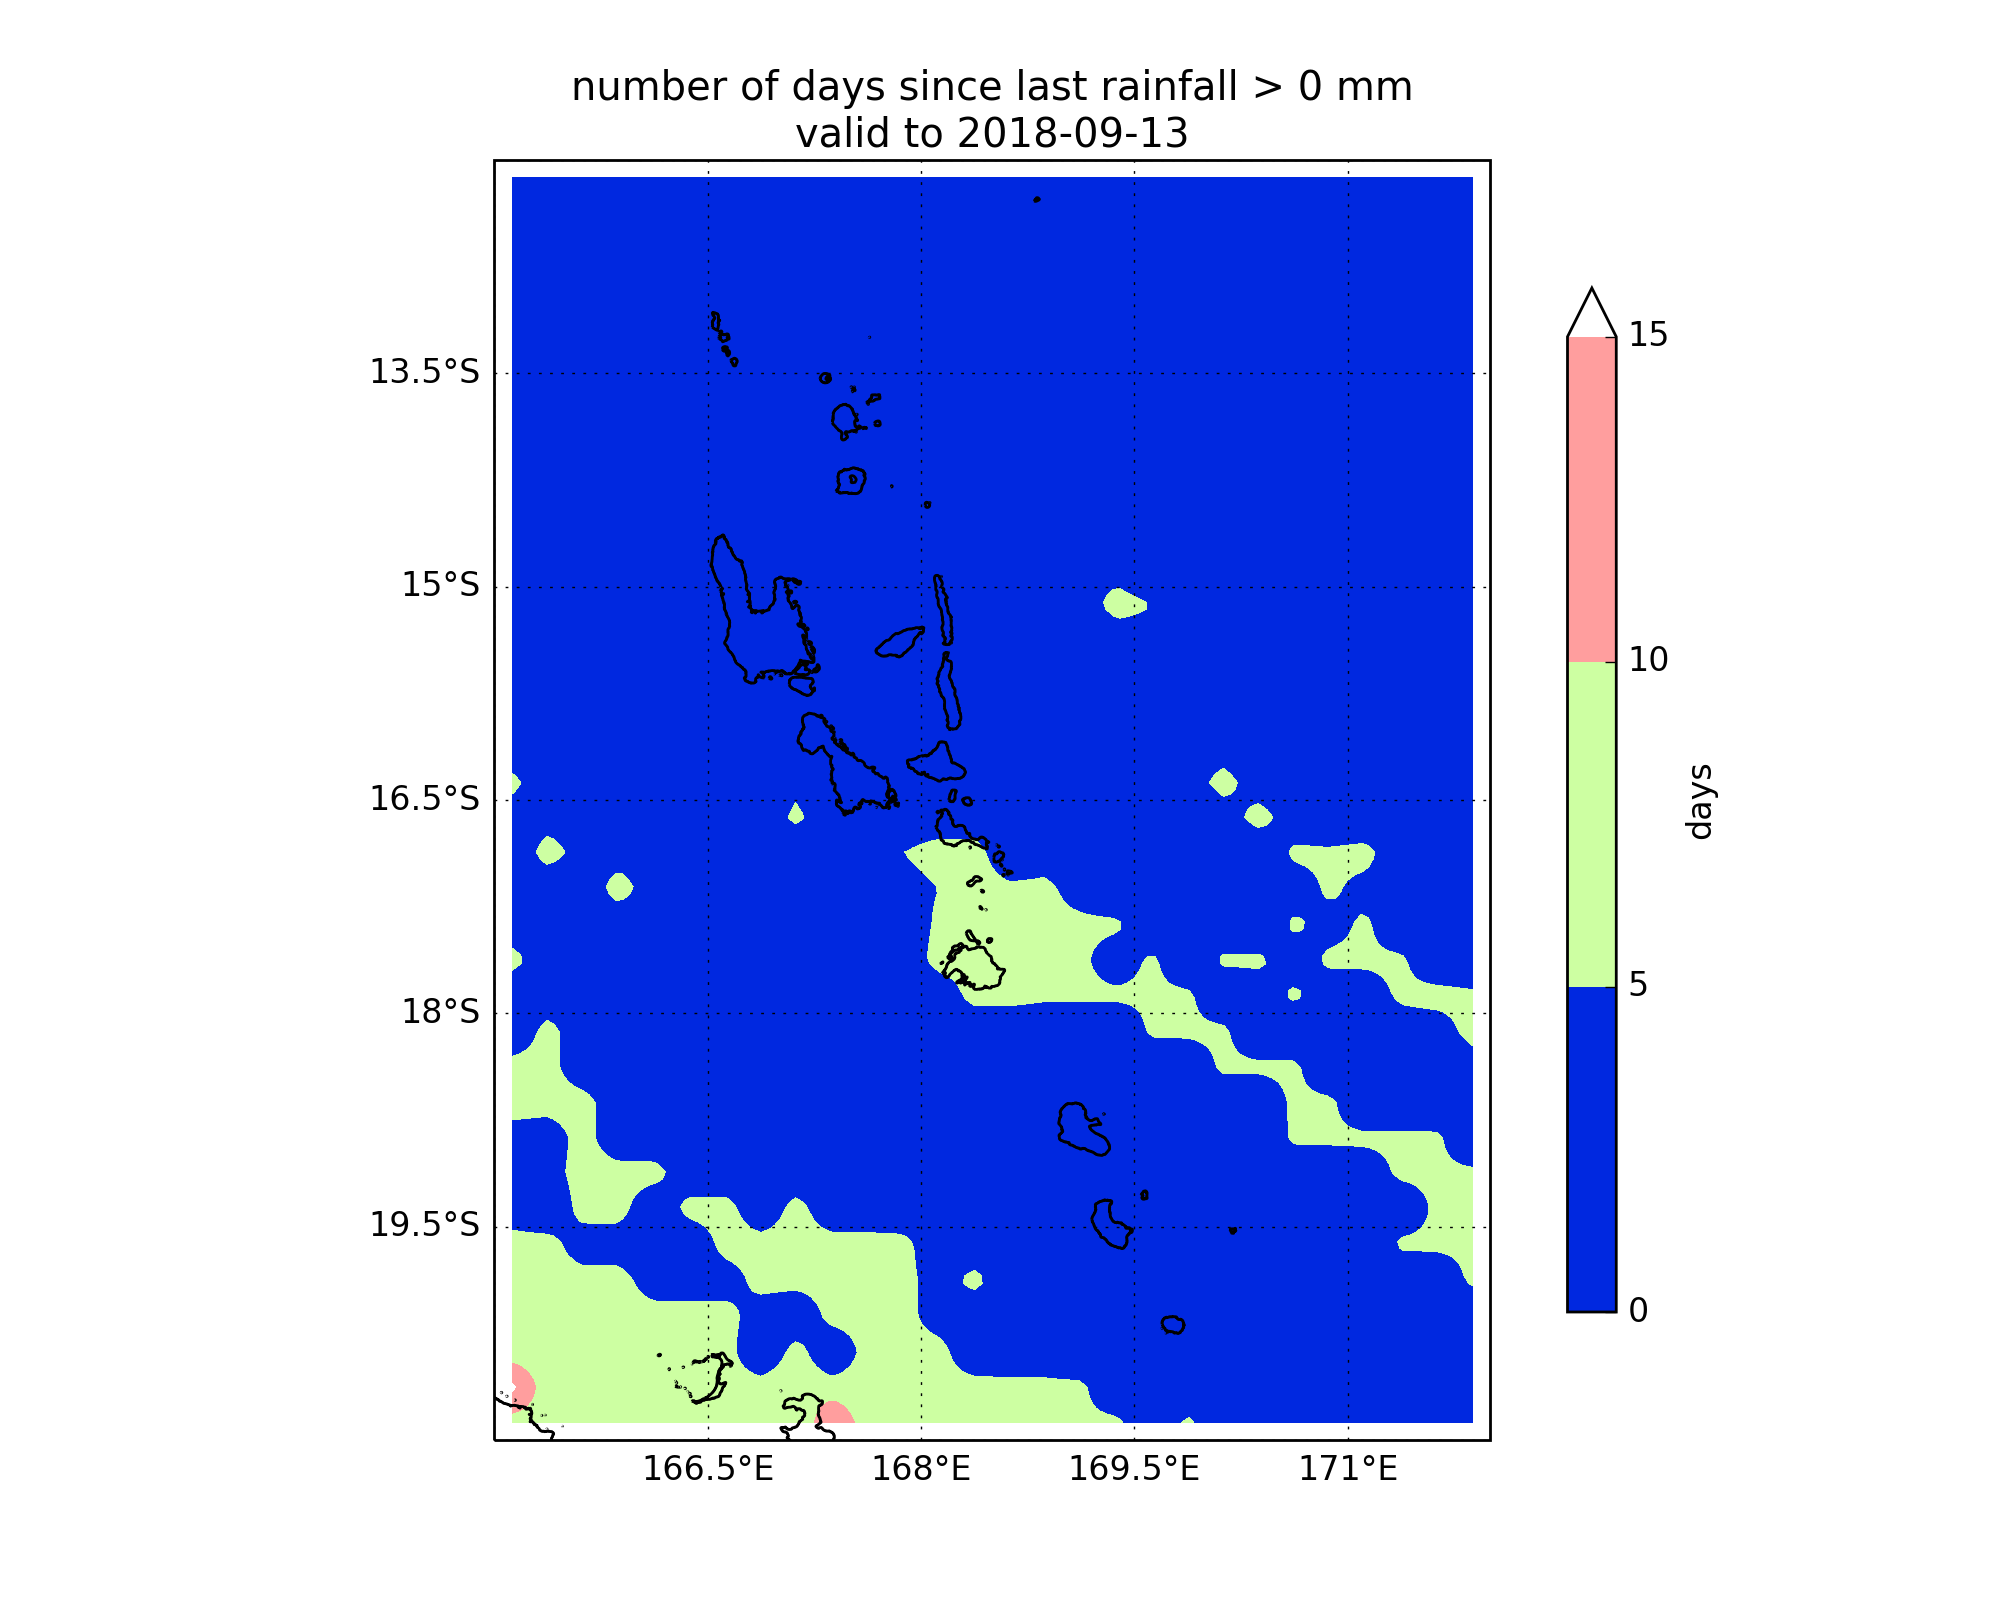 number of days since last rainfall > 0 mm
valid to 2018-09-13
13.5°S
15°S
16.5°S
18°S
19.5°S
166.5°E
168°E
169.5°E
171°E
15
10
5
0
days